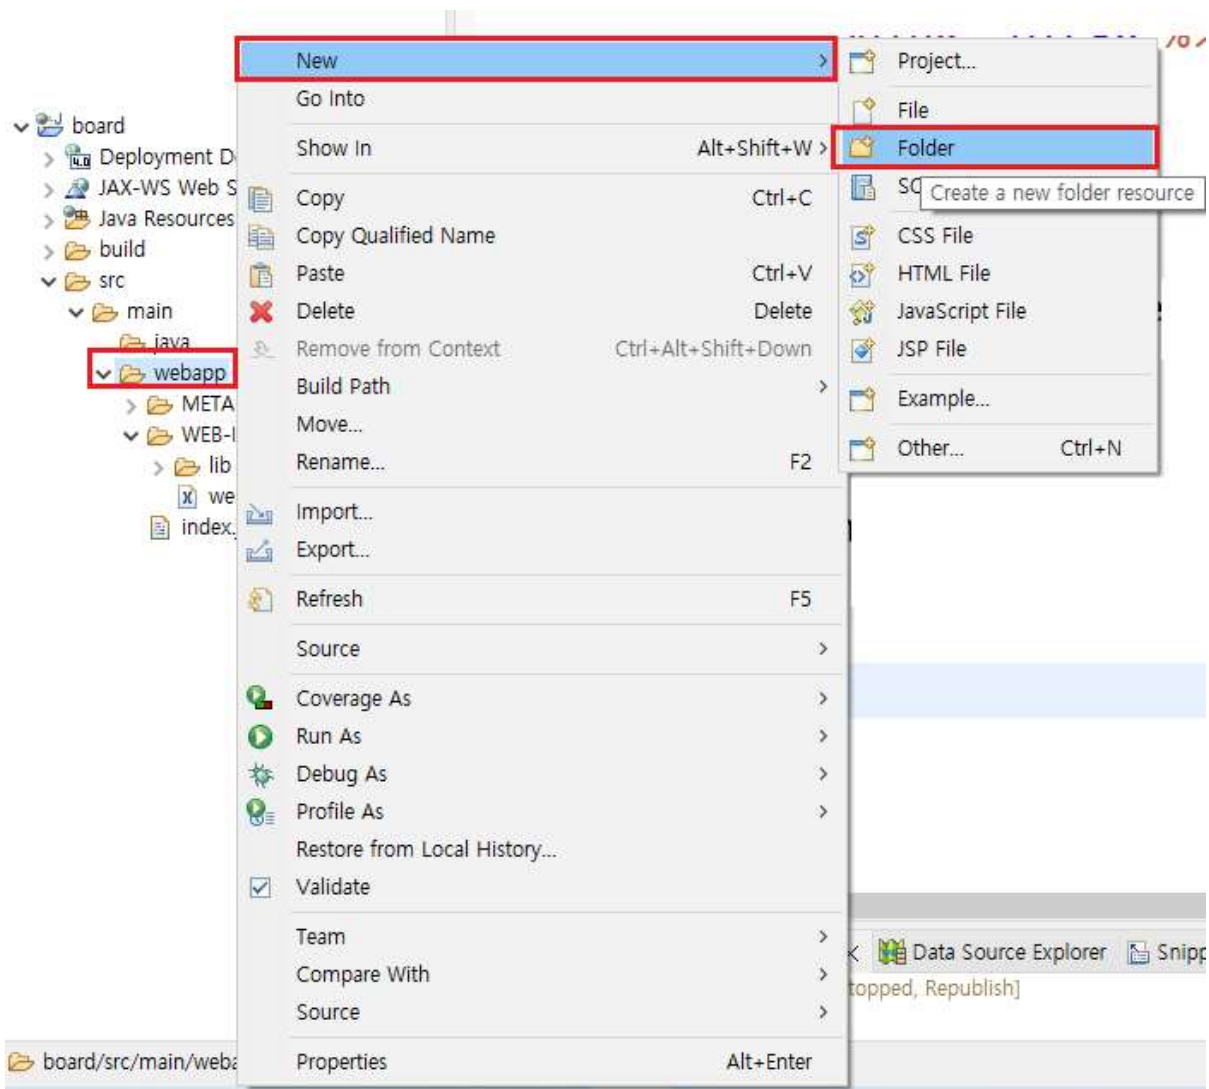 board
Deployment D
JAX-WS Web S
Java Resources
build
src
main
java
webapp
META
WEB-I
lib
we
index.
New
Go Into
Show In Alt+Shift+W
Copy Ctrl+C
Copy Qualified Name
Paste Ctrl+V
Delete Delete
Remove from Context Ctrl+Alt+Shift+Down
Build Path
Move...
Rename... F2
Import...
Export...
Refresh F5
Source
Coverage As
Run As
Debug As
Profile As
Restore from Local History...
Validate
Team
Compare With
Source
Properties Alt+Enter
Project...
File
Folder
Create a new folder resource
CSS File
HTML File
JavaScript File
JSP File
Example...
Other... Ctrl+N
Data Source Explorer Snipp
topped, Republish]
board/src/main/weba